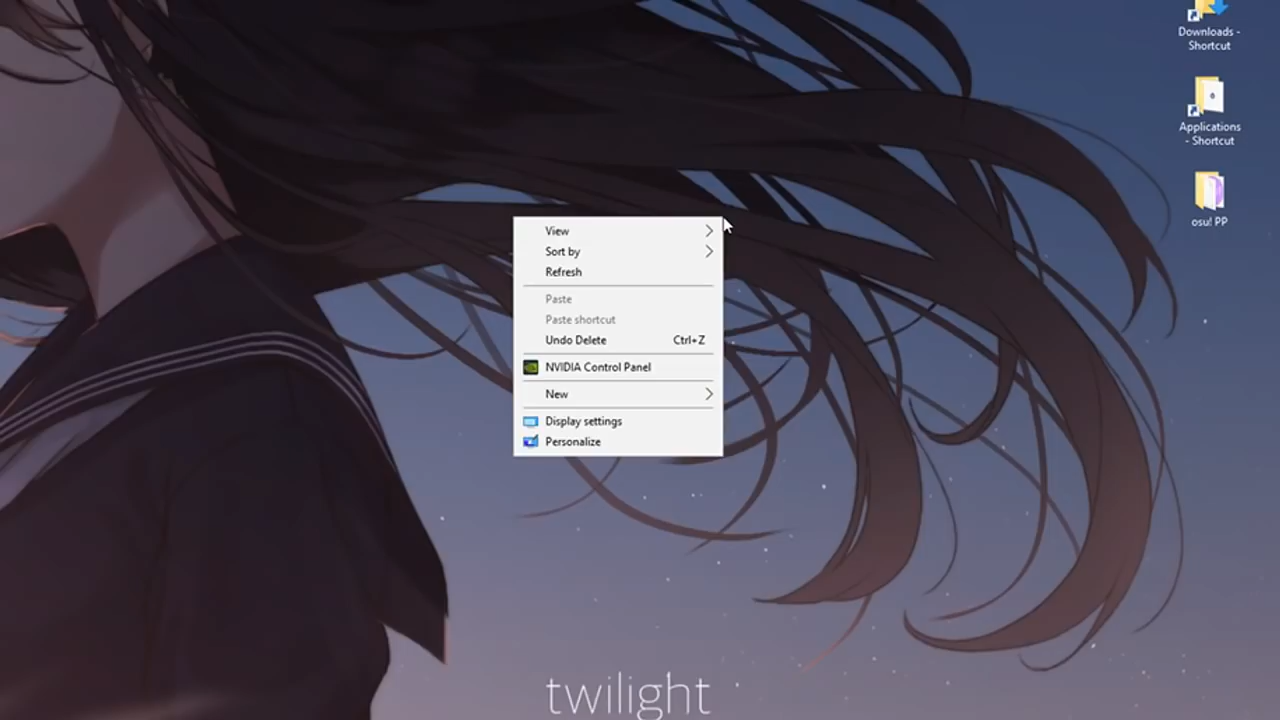 Downloads -
Shortcut
Applications
- Shortcut
osu! PP
View
Sort by
Refresh
Paste
Paste shortcut
Undo Delete Ctrl+Z
NVIDIA Control Panel
New
Display settings
Personalize
twilight